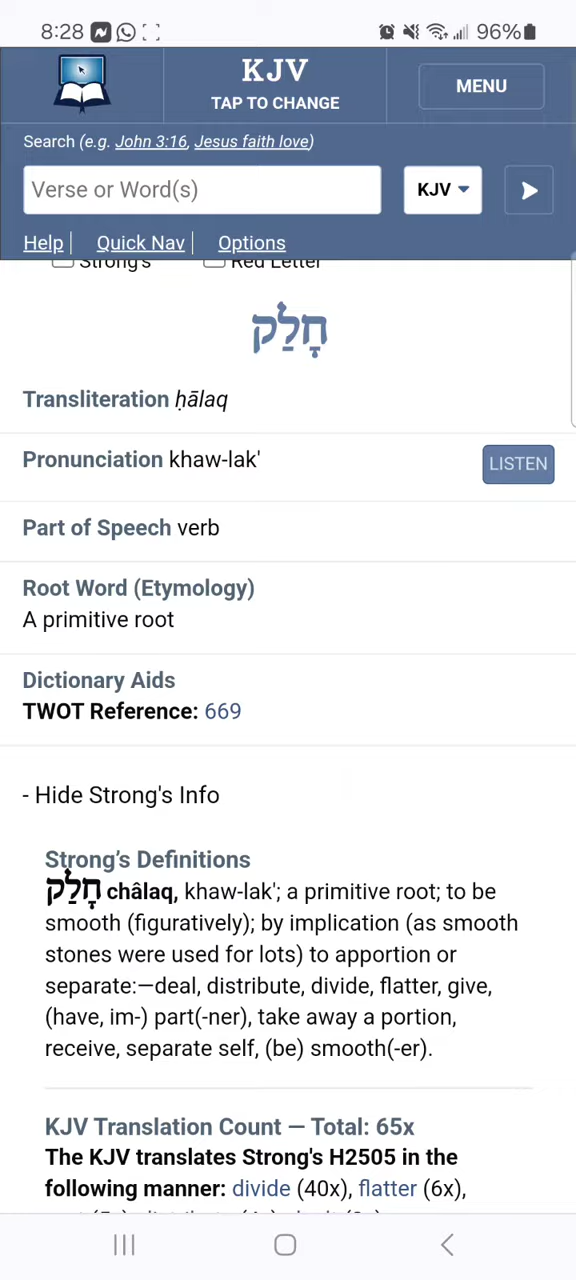 8:28 96%
KJV
TAP TO CHANGE
MENU
Search (e.g. John 3:16, Jesus faith love)
Verse or Word(s)
KJV
Help Quick Nav Options
Strong's Red Letter
חָלַק
Transliteration ḥālaq
Pronunciation khaw-lak'
LISTEN
Part of Speech verb
Root Word (Etymology)
A primitive root
Dictionary Aids
TWOT Reference: 669
- Hide Strong's Info
Strong’s Definitions
חָלַק châlaq, khaw-lak'; a primitive root; to be
smooth (figuratively); by implication (as smooth
stones were used for lots) to apportion or
separate:—deal, distribute, divide, flatter, give,
(have, im-) part(-ner), take away a portion,
receive, separate self, (be) smooth(-er).
KJV Translation Count — Total: 65x
The KJV translates Strong's H2505 in the
following manner: divide (40x), flatter (6x),